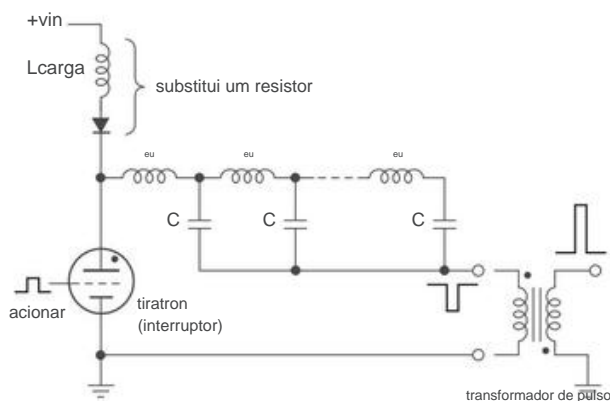 +vin
Lcarga
substitui um resistor
eu
eu
eu
C
C
C
acionar
tiratron
(interruptor)
transformador de pulso